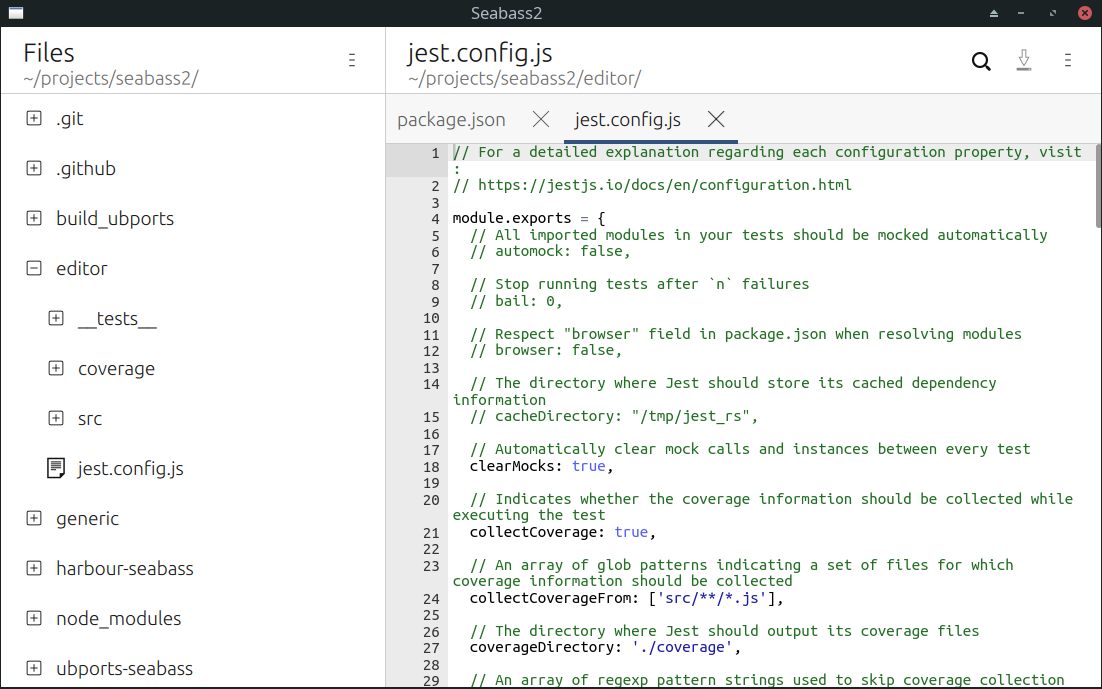 Seabass2
Files
~/projects/seabass2/
.git
.github
build_ubports
editor
__tests__
coverage
src
jest.config.js
generic
harbour-seabass
node_modules
ubports-seabass
jest.config.js
~/projects/seabass2/editor/
package.json
jest.config.js
1 // For a detailed explanation regarding each configuration property, visit
:
2 // https://jestjs.io/docs/en/configuration.html
3
4 module.exports = {
5   // All imported modules in your tests should be mocked automatically
6   // automock: false,
7
8   // Stop running tests after `n` failures
9   // bail: 0,
10
11   // Respect "browser" field in package.json when resolving modules
12   // browser: false,
13
14   // The directory where Jest should store its cached dependency
information
15   // cacheDirectory: "/tmp/jest_rs",
16
17   // Automatically clear mock calls and instances between every test
18   clearMocks: true,
19
20   // Indicates whether the coverage information should be collected while
executing the test
21   collectCoverage: true,
22
23   // An array of glob patterns indicating a set of files for which
coverage information should be collected
24   collectCoverageFrom: ['src/**/*.js'],
25
26   // The directory where Jest should output its coverage files
27   coverageDirectory: './coverage',
28
29   // An array of regexp pattern strings used to skip coverage collection